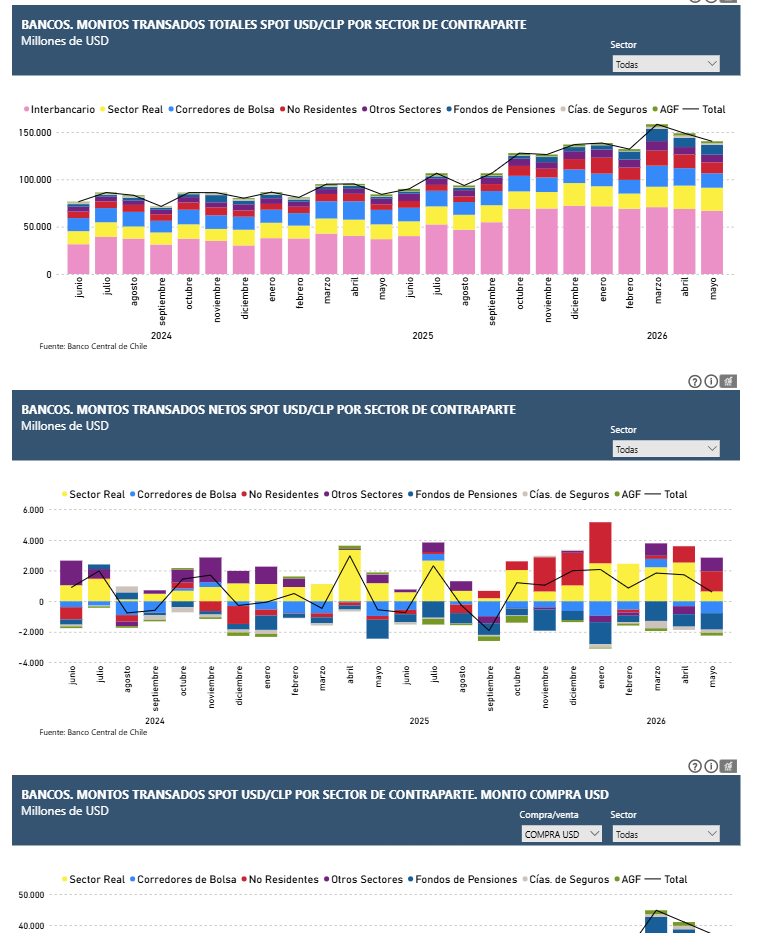 BANCOS. MONTOS TRANSADOS TOTALES SPOT USD/CLP POR SECTOR DE CONTRAPARTE
Millones de USD
Sector
Todas
Interbancario Sector Real Corredores de Bolsa No Residentes Otros Sectores Fondos de Pensiones Cías. de Seguros AGF Total
150.000
100.000
50.000
0
junio julio agosto septiembre octubre noviembre diciembre enero febrero marzo abril mayo junio julio agosto septiembre octubre noviembre diciembre enero febrero marzo abril mayo
2024 2025 2026
Fuente: Banco Central de Chile
BANCOS. MONTOS TRANSADOS NETOS SPOT USD/CLP POR SECTOR DE CONTRAPARTE
Millones de USD
Sector
Todas
Sector Real Corredores de Bolsa No Residentes Otros Sectores Fondos de Pensiones Cías. de Seguros AGF Total
6.000
4.000
2.000
0
-2.000
-4.000
junio julio agosto septiembre octubre noviembre diciembre enero febrero marzo abril mayo junio julio agosto septiembre octubre noviembre diciembre enero febrero marzo abril mayo
2024 2025 2026
Fuente: Banco Central de Chile
BANCOS. MONTOS TRANSADOS SPOT USD/CLP POR SECTOR DE CONTRAPARTE. MONTO COMPRA USD
Millones de USD
Compra/venta Sector
COMPRA USD Todas
Sector Real Corredores de Bolsa No Residentes Otros Sectores Fondos de Pensiones Cías. de Seguros AGF Total
50.000
40.000